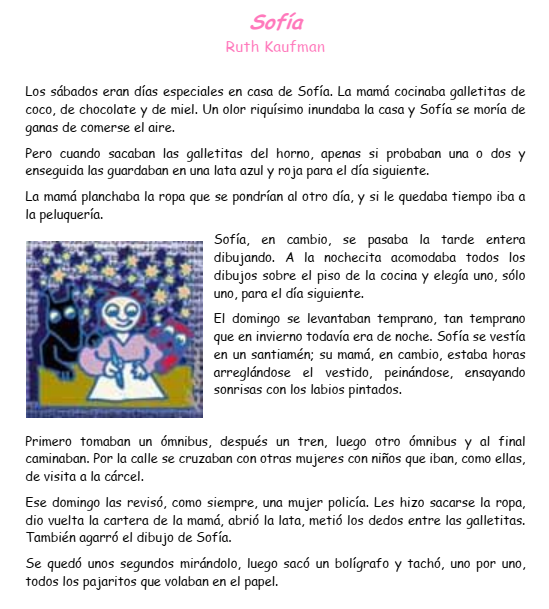 Sofía
Ruth Kaufman
Los sábados eran días especiales en casa de Sofía. La mamá cocinaba galletitas de
coco, de chocolate y de miel. Un olor riquísimo inundaba la casa y Sofía se moría de
ganas de comerse el aire.
Pero cuando sacaban las galletitas del horno, apenas si probaban una o dos y
enseguida las guardaban en una lata azul y roja para el día siguiente.
La mamá planchaba la ropa que se pondrían al otro día, y si le quedaba tiempo iba a
la peluquería.
Sofía, en cambio, se pasaba la tarde entera
dibujando. A la nochecita acomodaba todos los
dibujos sobre el piso de la cocina y elegía uno, sólo
uno, para el día siguiente.
El domingo se levantaban temprano, tan temprano
que en invierno todavía era de noche. Sofía se vestía
en un santiamén; su mamá, en cambio, estaba horas
arreglándose el vestido, peinándose, ensayando
sonrisas con los labios pintados.
Primero tomaban un ómnibus, después un tren, luego otro ómnibus y al final
caminaban. Por la calle se cruzaban con otras mujeres con niños que iban, como ellas,
de visita a la cárcel.
Ese domingo las revisó, como siempre, una mujer policía. Les hizo sacarse la ropa,
dio vuelta la cartera de la mamá, abrió la lata, metió los dedos entre las galletitas.
También agarró el dibujo de Sofía.
Se quedó unos segundos mirándolo, luego sacó un bolígrafo y tachó, uno por uno,
todos los pajaritos que volaban en el papel.